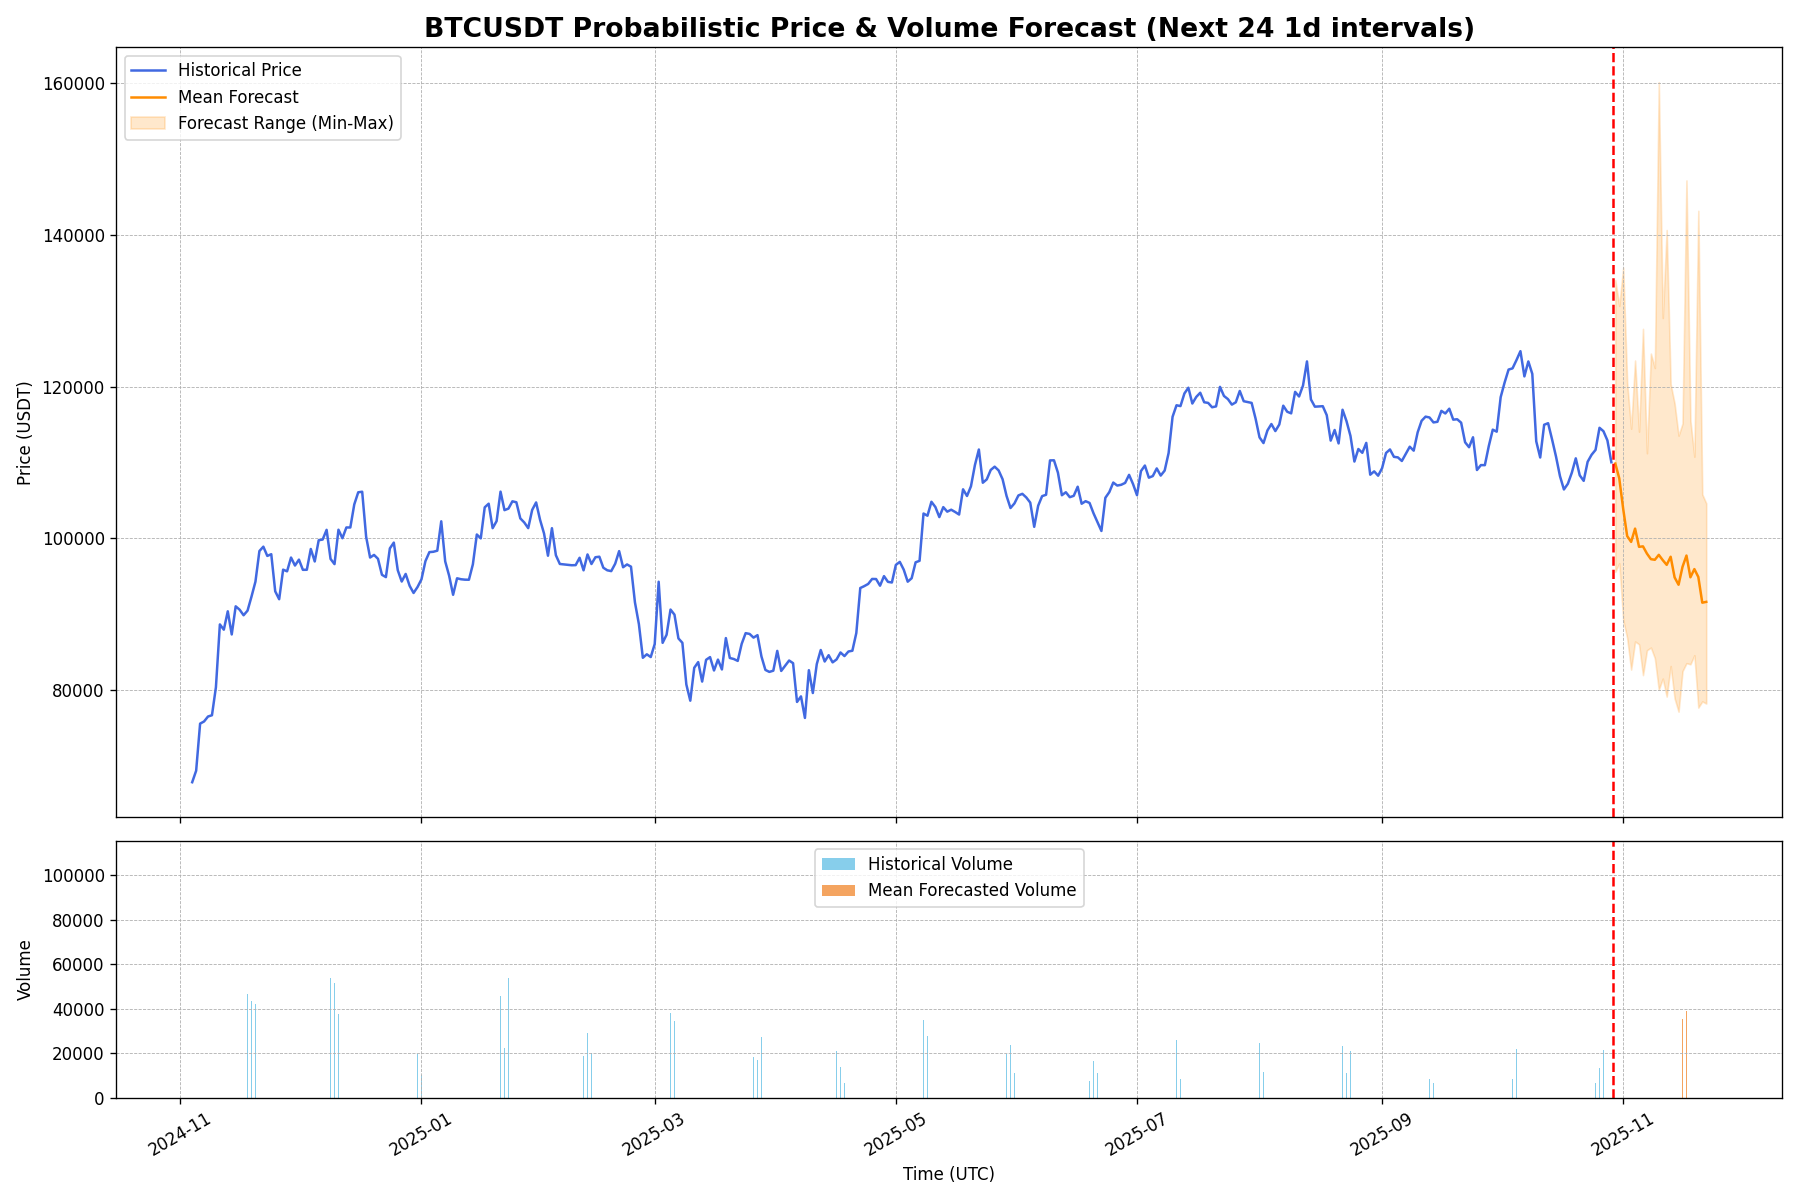 BTCUSDT Probabilistic Price & Volume Forecast (Next 24 1d intervals)
Historical Price
Mean Forecast
Forecast Range (Min-Max)
160000
140000
120000
100000
80000
Price (USDT)
Historical Volume
Mean Forecasted Volume
100000
80000
60000
40000
20000
0
Volume
2024-11
2025-01
2025-03
2025-05
2025-07
2025-09
2025-11
Time (UTC)